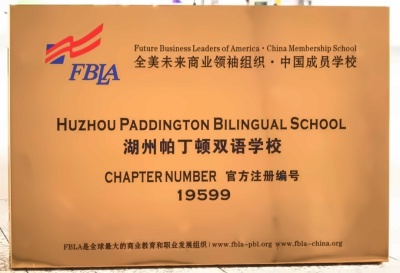 FBLA
Future Business Leaders of America · China Membership School
全美未来商业领袖组织 · 中国成员学校
HUZHOU PADDINGTON BILINGUAL SCHOOL
湖州帕丁顿双语学校
CHAPTER NUMBER 官方注册编号
19599
FBLA是全球最大的商业教育和职业发展组织 | www.fbla-pbl.org www.fbla-china.org